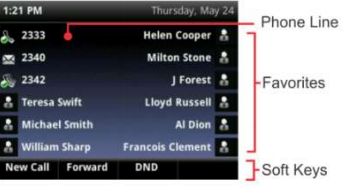 1:21 PM Thursday, May 24
Phone Line
2333 Helen Cooper
2340 Milton Stone
2342 J Forest
Favorites
Teresa Swift Lloyd Russell
Michael Smith Al Dion
William Sharp Francois Clement
New Call Forward DND
Soft Keys